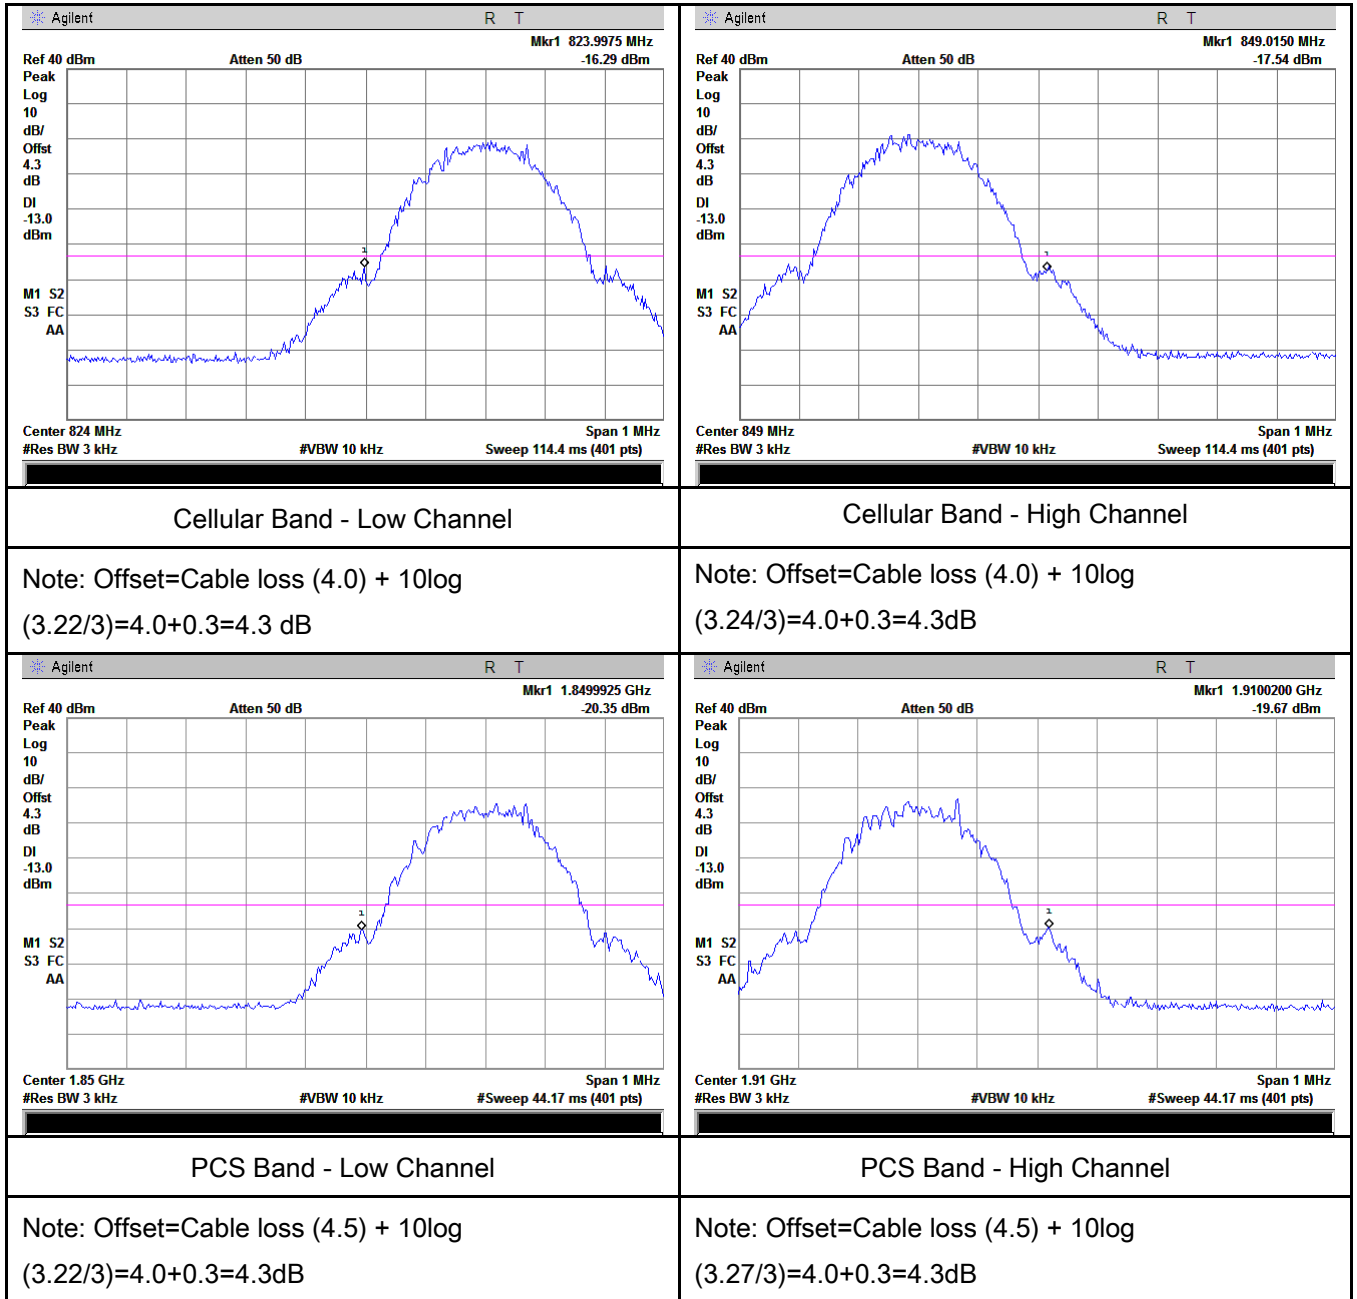 Agilent R T
Mkr1 823.9975 MHz
Ref 40 dBm Atten 50 dB -16.29 dBm
Peak
Log
10
dB/
Offst
4.3
dB
DI
-13.0
dBm
1
M1 S2
S3 FC
AA
Center 824 MHz Span 1 MHz
#Res BW 3 kHz #VBW 10 kHz Sweep 114.4 ms (401 pts)
Agilent R T
Mkr1 849.0150 MHz
Ref 40 dBm Atten 50 dB -17.54 dBm
Peak
Log
10
dB/
Offst
4.3
dB
DI
-13.0
dBm
1
M1 S2
S3 FC
AA
Center 849 MHz Span 1 MHz
#Res BW 3 kHz #VBW 10 kHz Sweep 114.4 ms (401 pts)
Cellular Band - Low Channel
Cellular Band - High Channel
Note: Offset=Cable loss (4.0) + 10log
(3.22/3)=4.0+0.3=4.3 dB
Note: Offset=Cable loss (4.0) + 10log
(3.24/3)=4.0+0.3=4.3dB
Agilent R T
Mkr1 1.8499925 GHz
Ref 40 dBm Atten 50 dB -20.35 dBm
Peak
Log
10
dB/
Offst
4.3
dB
DI
-13.0
dBm
1
M1 S2
S3 FC
AA
Center 1.85 GHz Span 1 MHz
#Res BW 3 kHz #VBW 10 kHz #Sweep 44.17 ms (401 pts)
Agilent R T
Mkr1 1.9100200 GHz
Ref 40 dBm Atten 50 dB -19.67 dBm
Peak
Log
10
dB/
Offst
4.3
dB
DI
-13.0
dBm
1
M1 S2
S3 FC
AA
Center 1.91 GHz Span 1 MHz
#Res BW 3 kHz #VBW 10 kHz #Sweep 44.17 ms (401 pts)
PCS Band - Low Channel
PCS Band - High Channel
Note: Offset=Cable loss (4.5) + 10log
(3.22/3)=4.0+0.3=4.3dB
Note: Offset=Cable loss (4.5) + 10log
(3.27/3)=4.0+0.3=4.3dB